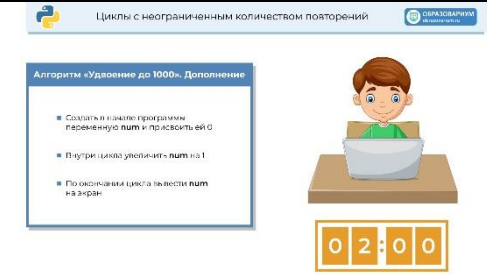 Циклы с неограниченным количеством повторений
ОБРАЗОВАРИУМ
Алгоритм «Удвоение до 1000». Дополнение
Создать в начале программы
переменную num и присвоить ей 0
Внутри цикла увеличить num на 1
По окончании цикла вывести num
на экран
02:00